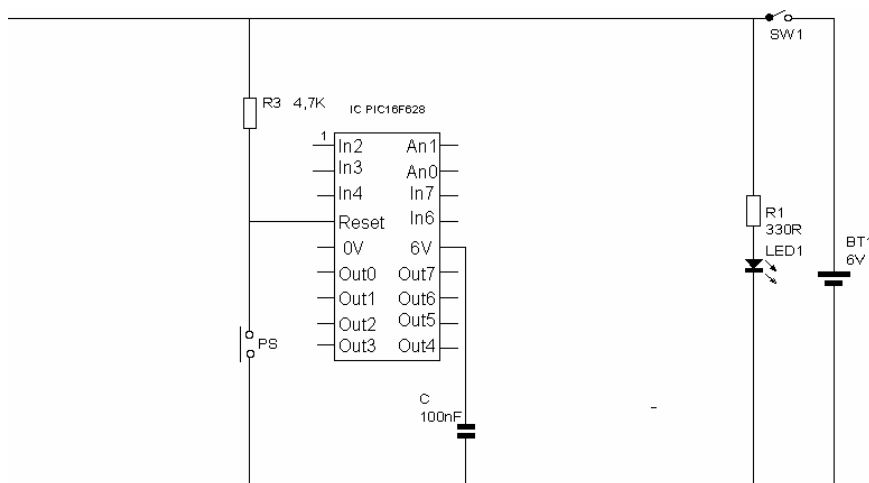 SW1
R3 4,7K
IC PIC16F628
1
In2 An1
In3 An0
In4 In7
Reset In6
0V 6V
Out0 Out7
Out1 Out6
Out2 Out5
Out3 Out4
PS
C
100nF
R1
330R
LED1
BT1
6V